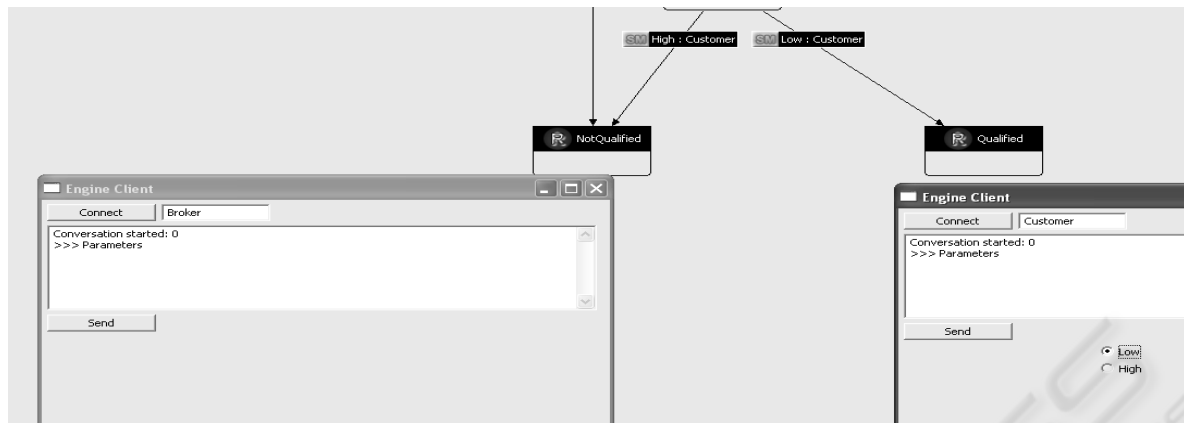 SM High : Customer
SM Low : Customer
NotQualified
Qualified
Engine Client
Connect
Broker
Conversation started: 0
>>> Parameters
Send
Engine Client
Connect
Customer
Conversation started: 0
>>> Parameters
Send
Low
High